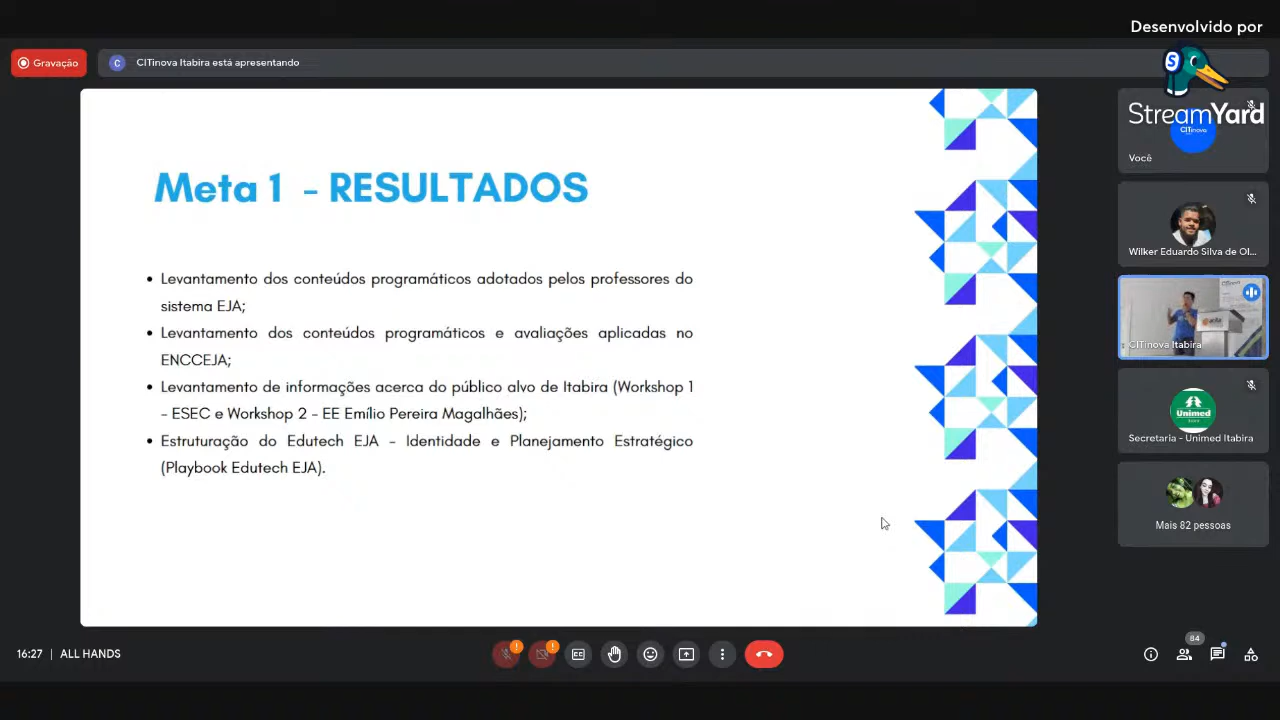 Desenvolvido por
Gravação
C
CITinova Itabira está apresentando
S
StreamYard
CITinova
Você
Meta 1 - RESULTADOS
Wilker Eduardo Silva de Ol...
• Levantamento dos conteúdos programáticos adotados pelos professores do
sistema EJA;
• Levantamento dos conteúdos programáticos e avaliações aplicadas no
ENCCEJA;
• Levantamento de informações acerca do público alvo de Itabira (Workshop 1
- ESEC e Workshop 2 - EE Emílio Pereira Magalhães);
• Estruturação do Edutech EJA - Identidade e Planejamento Estratégico
(Playbook Edutech EJA).
CITinova Itabira
Unimed
Secretaria - Unimed Itabira
Mais 82 pessoas
16:27 | ALL HANDS
!
!
CC
84